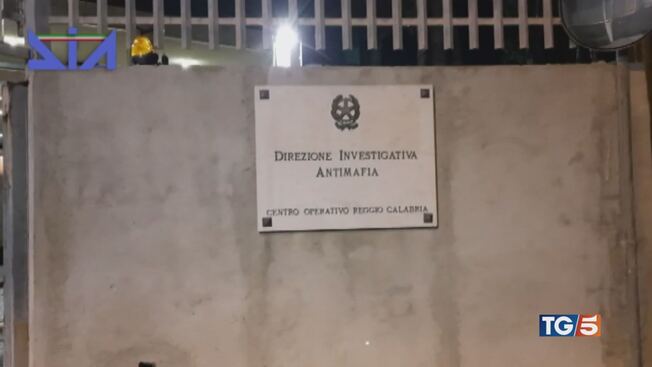 DIA
DIREZIONE INVESTIGATIVA
ANTIMAFIA
CENTRO OPERATIVO REGGIO CALABRIA
TG5